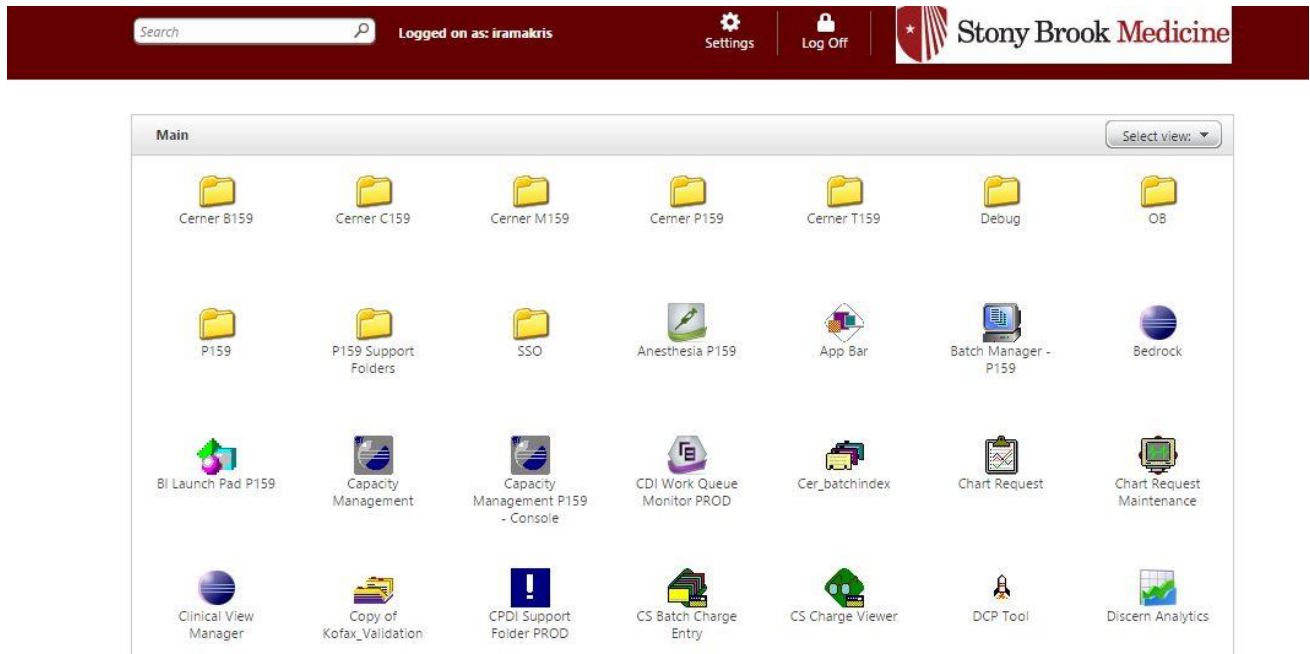 Search
Logged on as: iramakris
Settings
Log Off
Stony Brook Medicine
Main
Select view:
Cerner B159
Cerner C159
Cerner M159
Cerner P159
Cerner T159
Debug
OB
P159
P159 Support
Folders
SSO
Anesthesia P159
App Bar
Batch Manager -
P159
Bedrock
BI Launch Pad P159
Capacity
Management
Capacity
Management P159
- Console
CDI Work Queue
Monitor PROD
Cer_batchindex
Chart Request
Chart Request
Maintenance
Clinical View
Manager
Copy of
Kofax_Validation
CPDI Support
Folder PROD
CS Batch Charge
Entry
CS Charge Viewer
DCP Tool
Discern Analytics